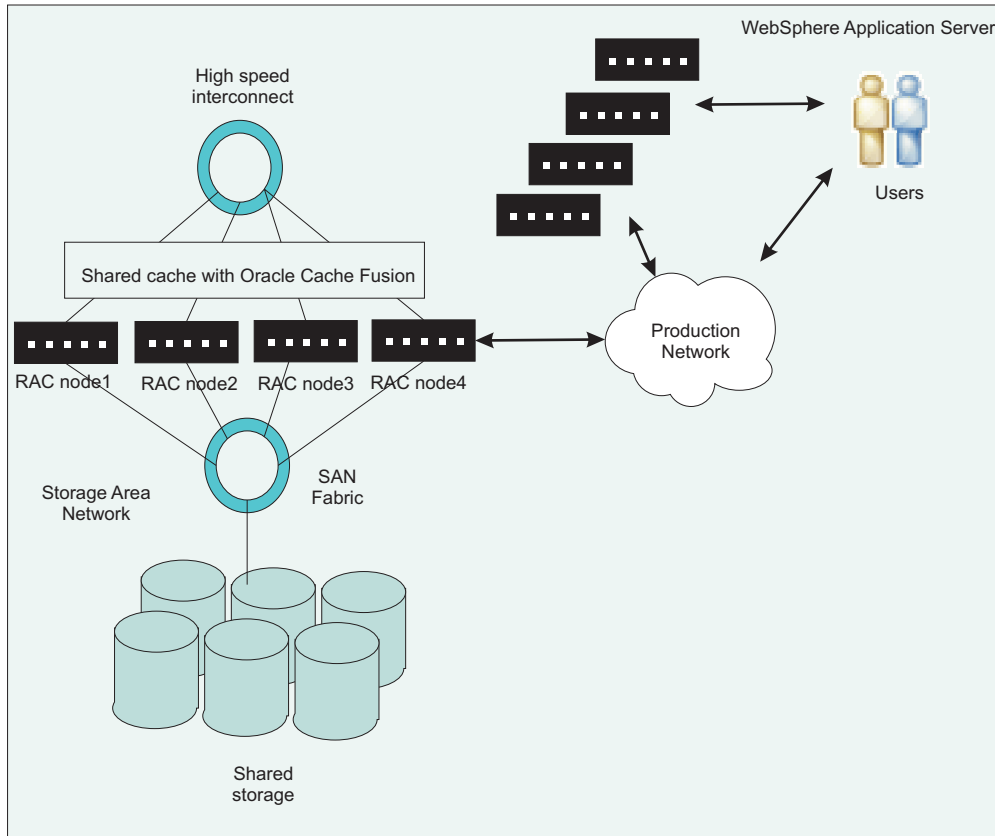 WebSphere Application Server
High speed
interconnect
Users
Shared cache with Oracle Cache Fusion
Production
Network
RAC node1
RAC node2
RAC node3
RAC node4
Storage Area
Network
SAN
Fabric
Shared
storage